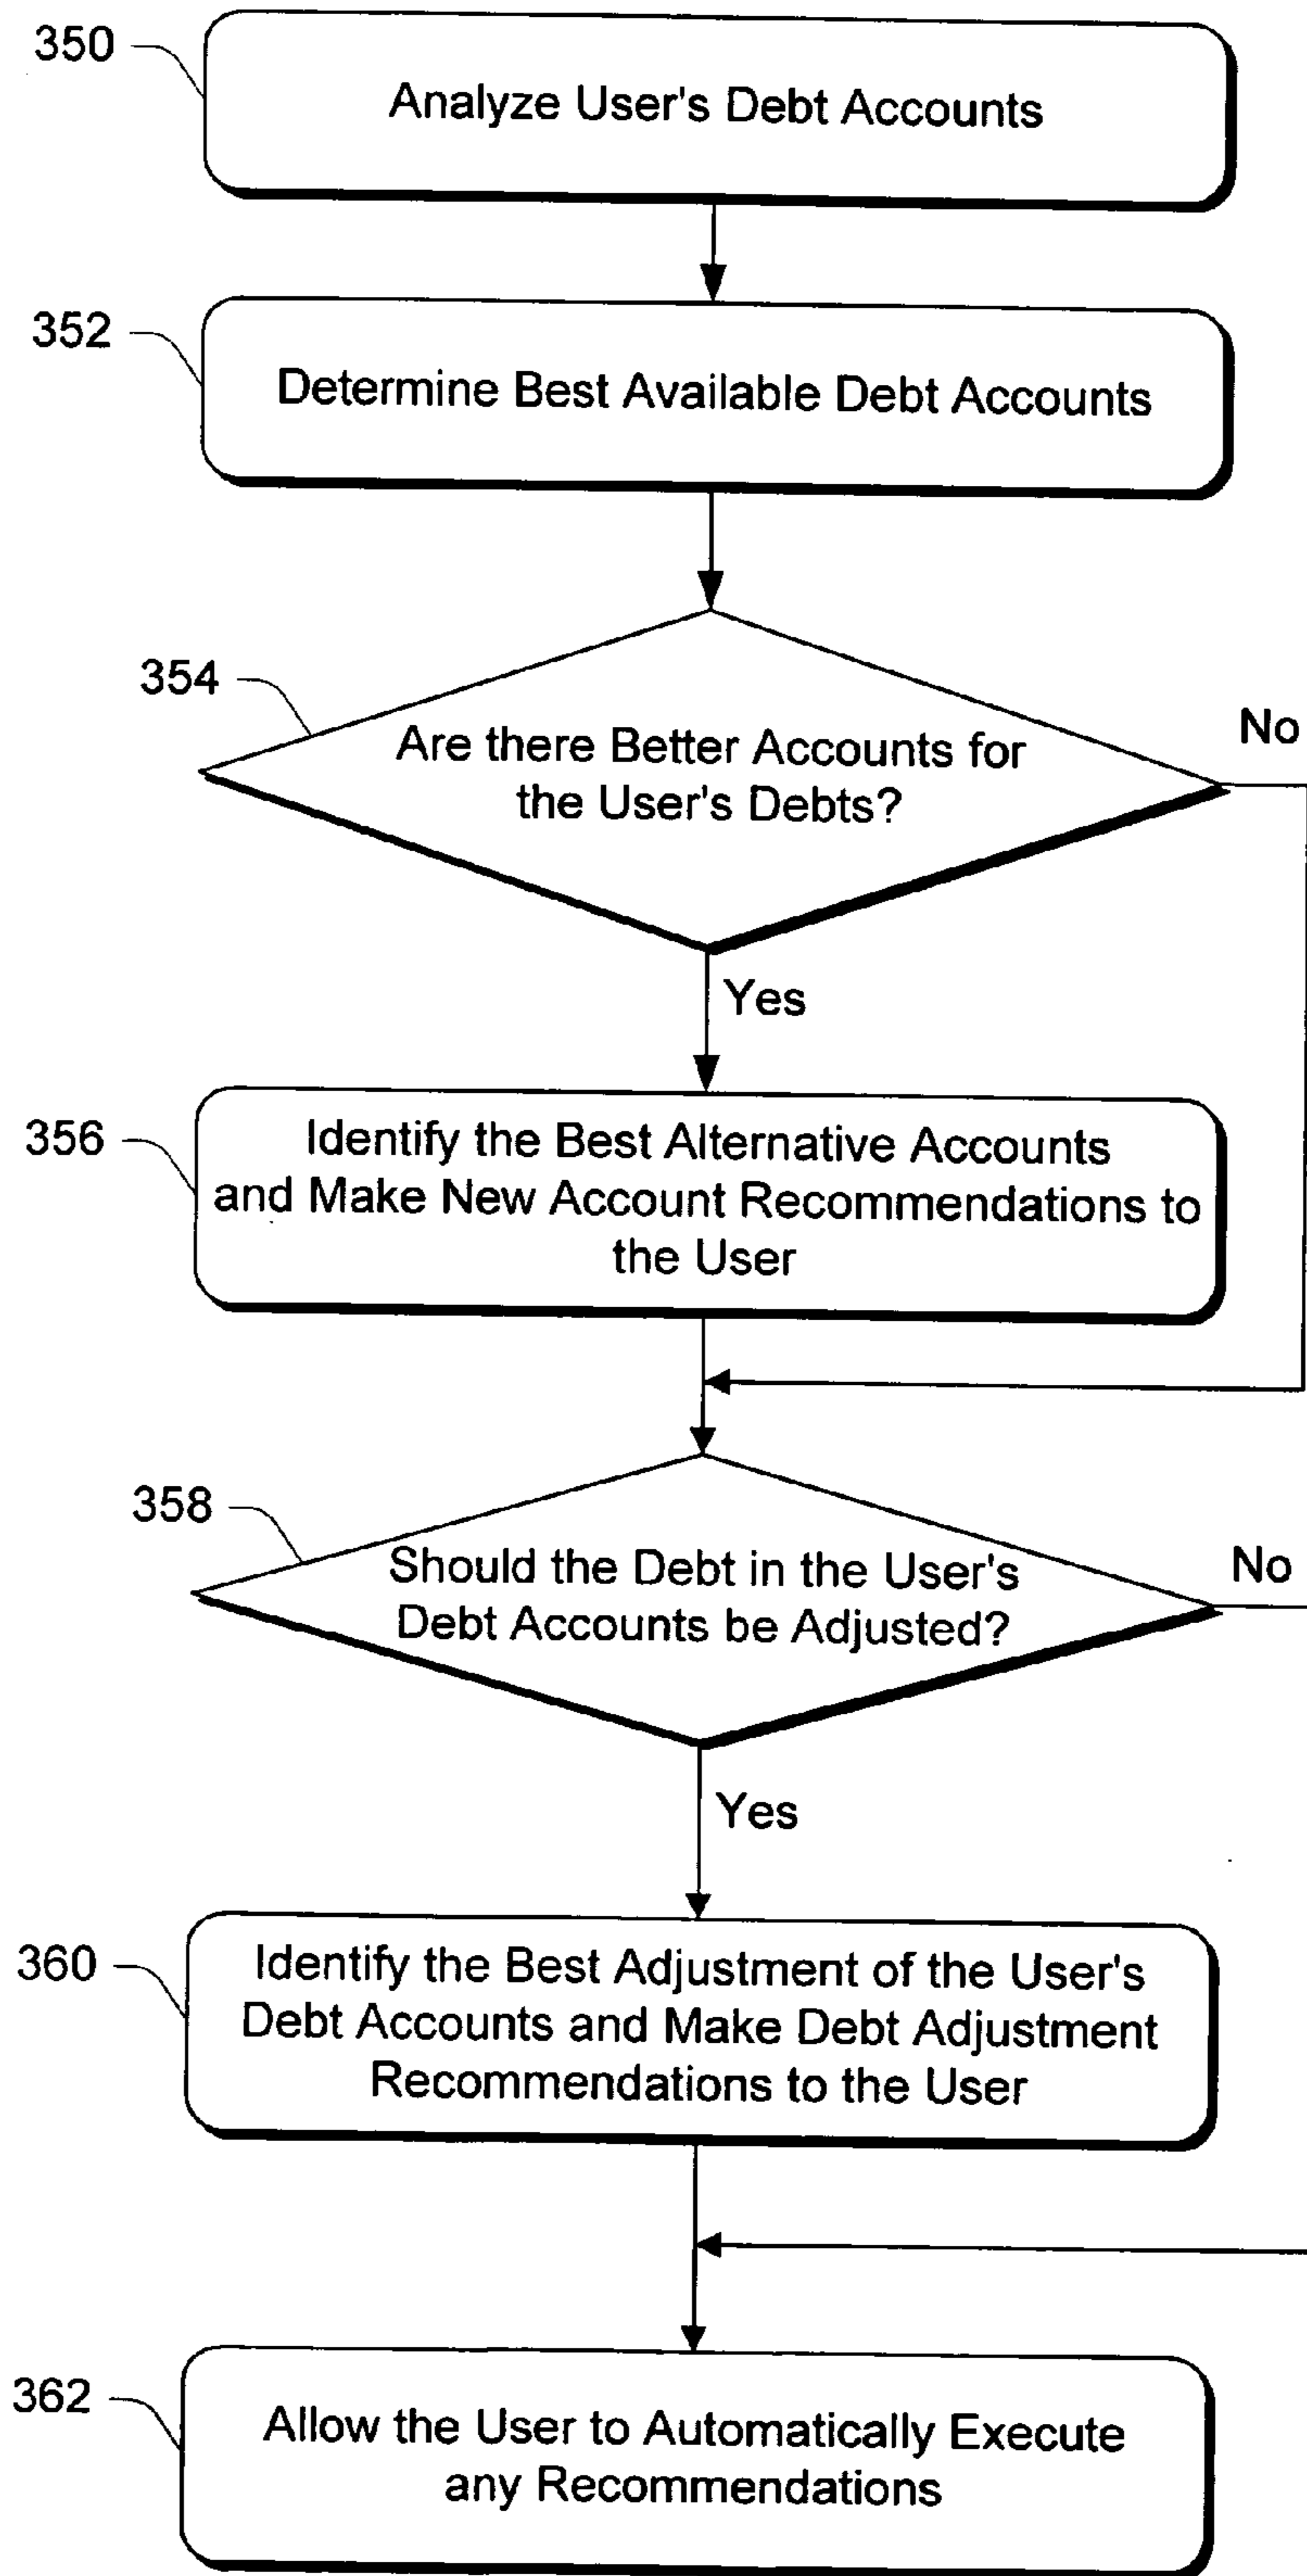 350
Analyze User's Debt Accounts
352
Determine Best Available Debt Accounts
354
Are there Better Accounts for
the User's Debts?
No
Yes
356
Identify the Best Alternative Accounts
and Make New Account Recommendations to
the User
358
Should the Debt in the User's
Debt Accounts be Adjusted?
No
Yes
360
Identify the Best Adjustment of the User's
Debt Accounts and Make Debt Adjustment
Recommendations to the User
362
Allow the User to Automatically Execute
any Recommendations